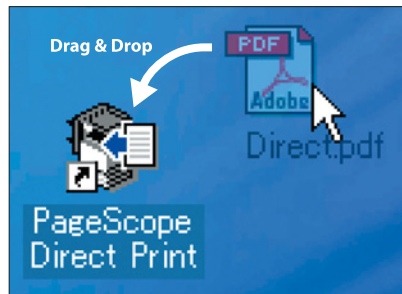 Drag & Drop
PDF
Adobe
Direct.pdf
PageScope
Direct Print